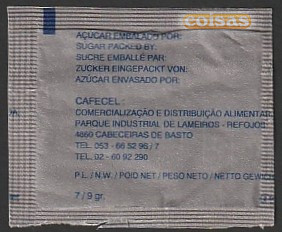 coisas
AÇUCAR EMBALADO POR:
SUGAR PACKED BY:
SUCRE EMBALLÉ PAR:
ZUCKER EINGEPACKT VON:
AZÚCAR ENVASADO POR:
CAFECEL:
COMERCIALIZAÇÃO E DISTRIBUIÇÃO ALIMENTAR
PARQUE INDUSTRIAL DE LAMEIROS - REFOJOS
4860 CABECEIRAS DE BASTO
TEL. 053 - 66 52 96 / 7
TEL. 02 - 60 92 290
P.L. / N.W. / POID NET / PESO NETO / NETTO GEWICH
7 / 9 gr.